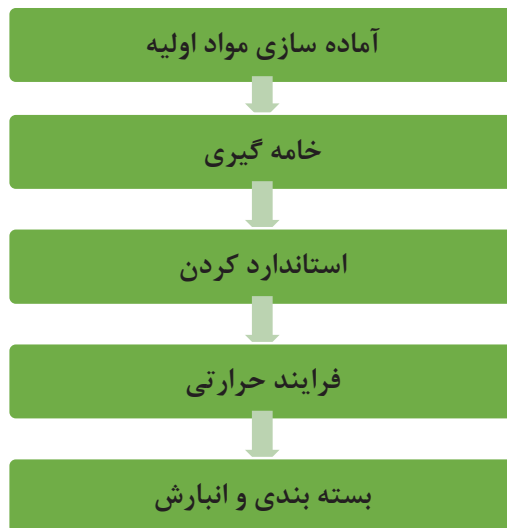 آماده سازی مواد اولیه
خامه گیری
استاندارد کردن
فرایند حرارتی
بسته بندی و انبارش